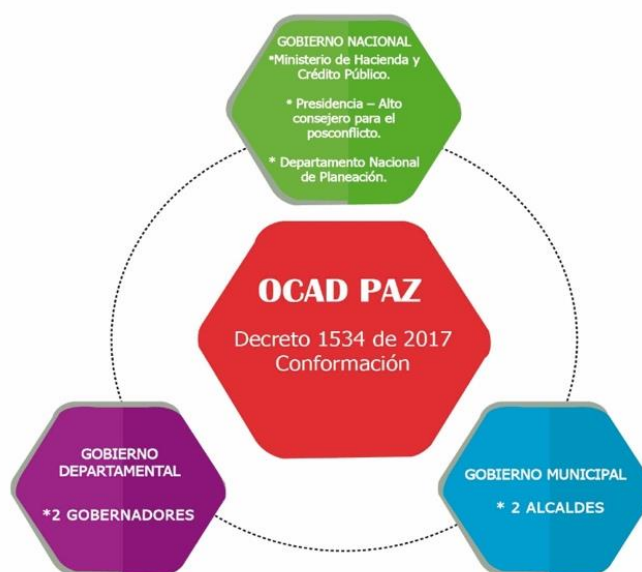 GOBIERNO NACIONAL
*Ministerio de Hacienda y
Crédito Público.
* Presidencia – Alto
consejero para el
posconflicto.
* Departamento Nacional
de Planeación.
OCAD PAZ
Decreto 1534 de 2017
Conformación
GOBIERNO
DEPARTAMENTAL
*2 GOBERNADORES
GOBIERNO MUNICIPAL
* 2 ALCALDES